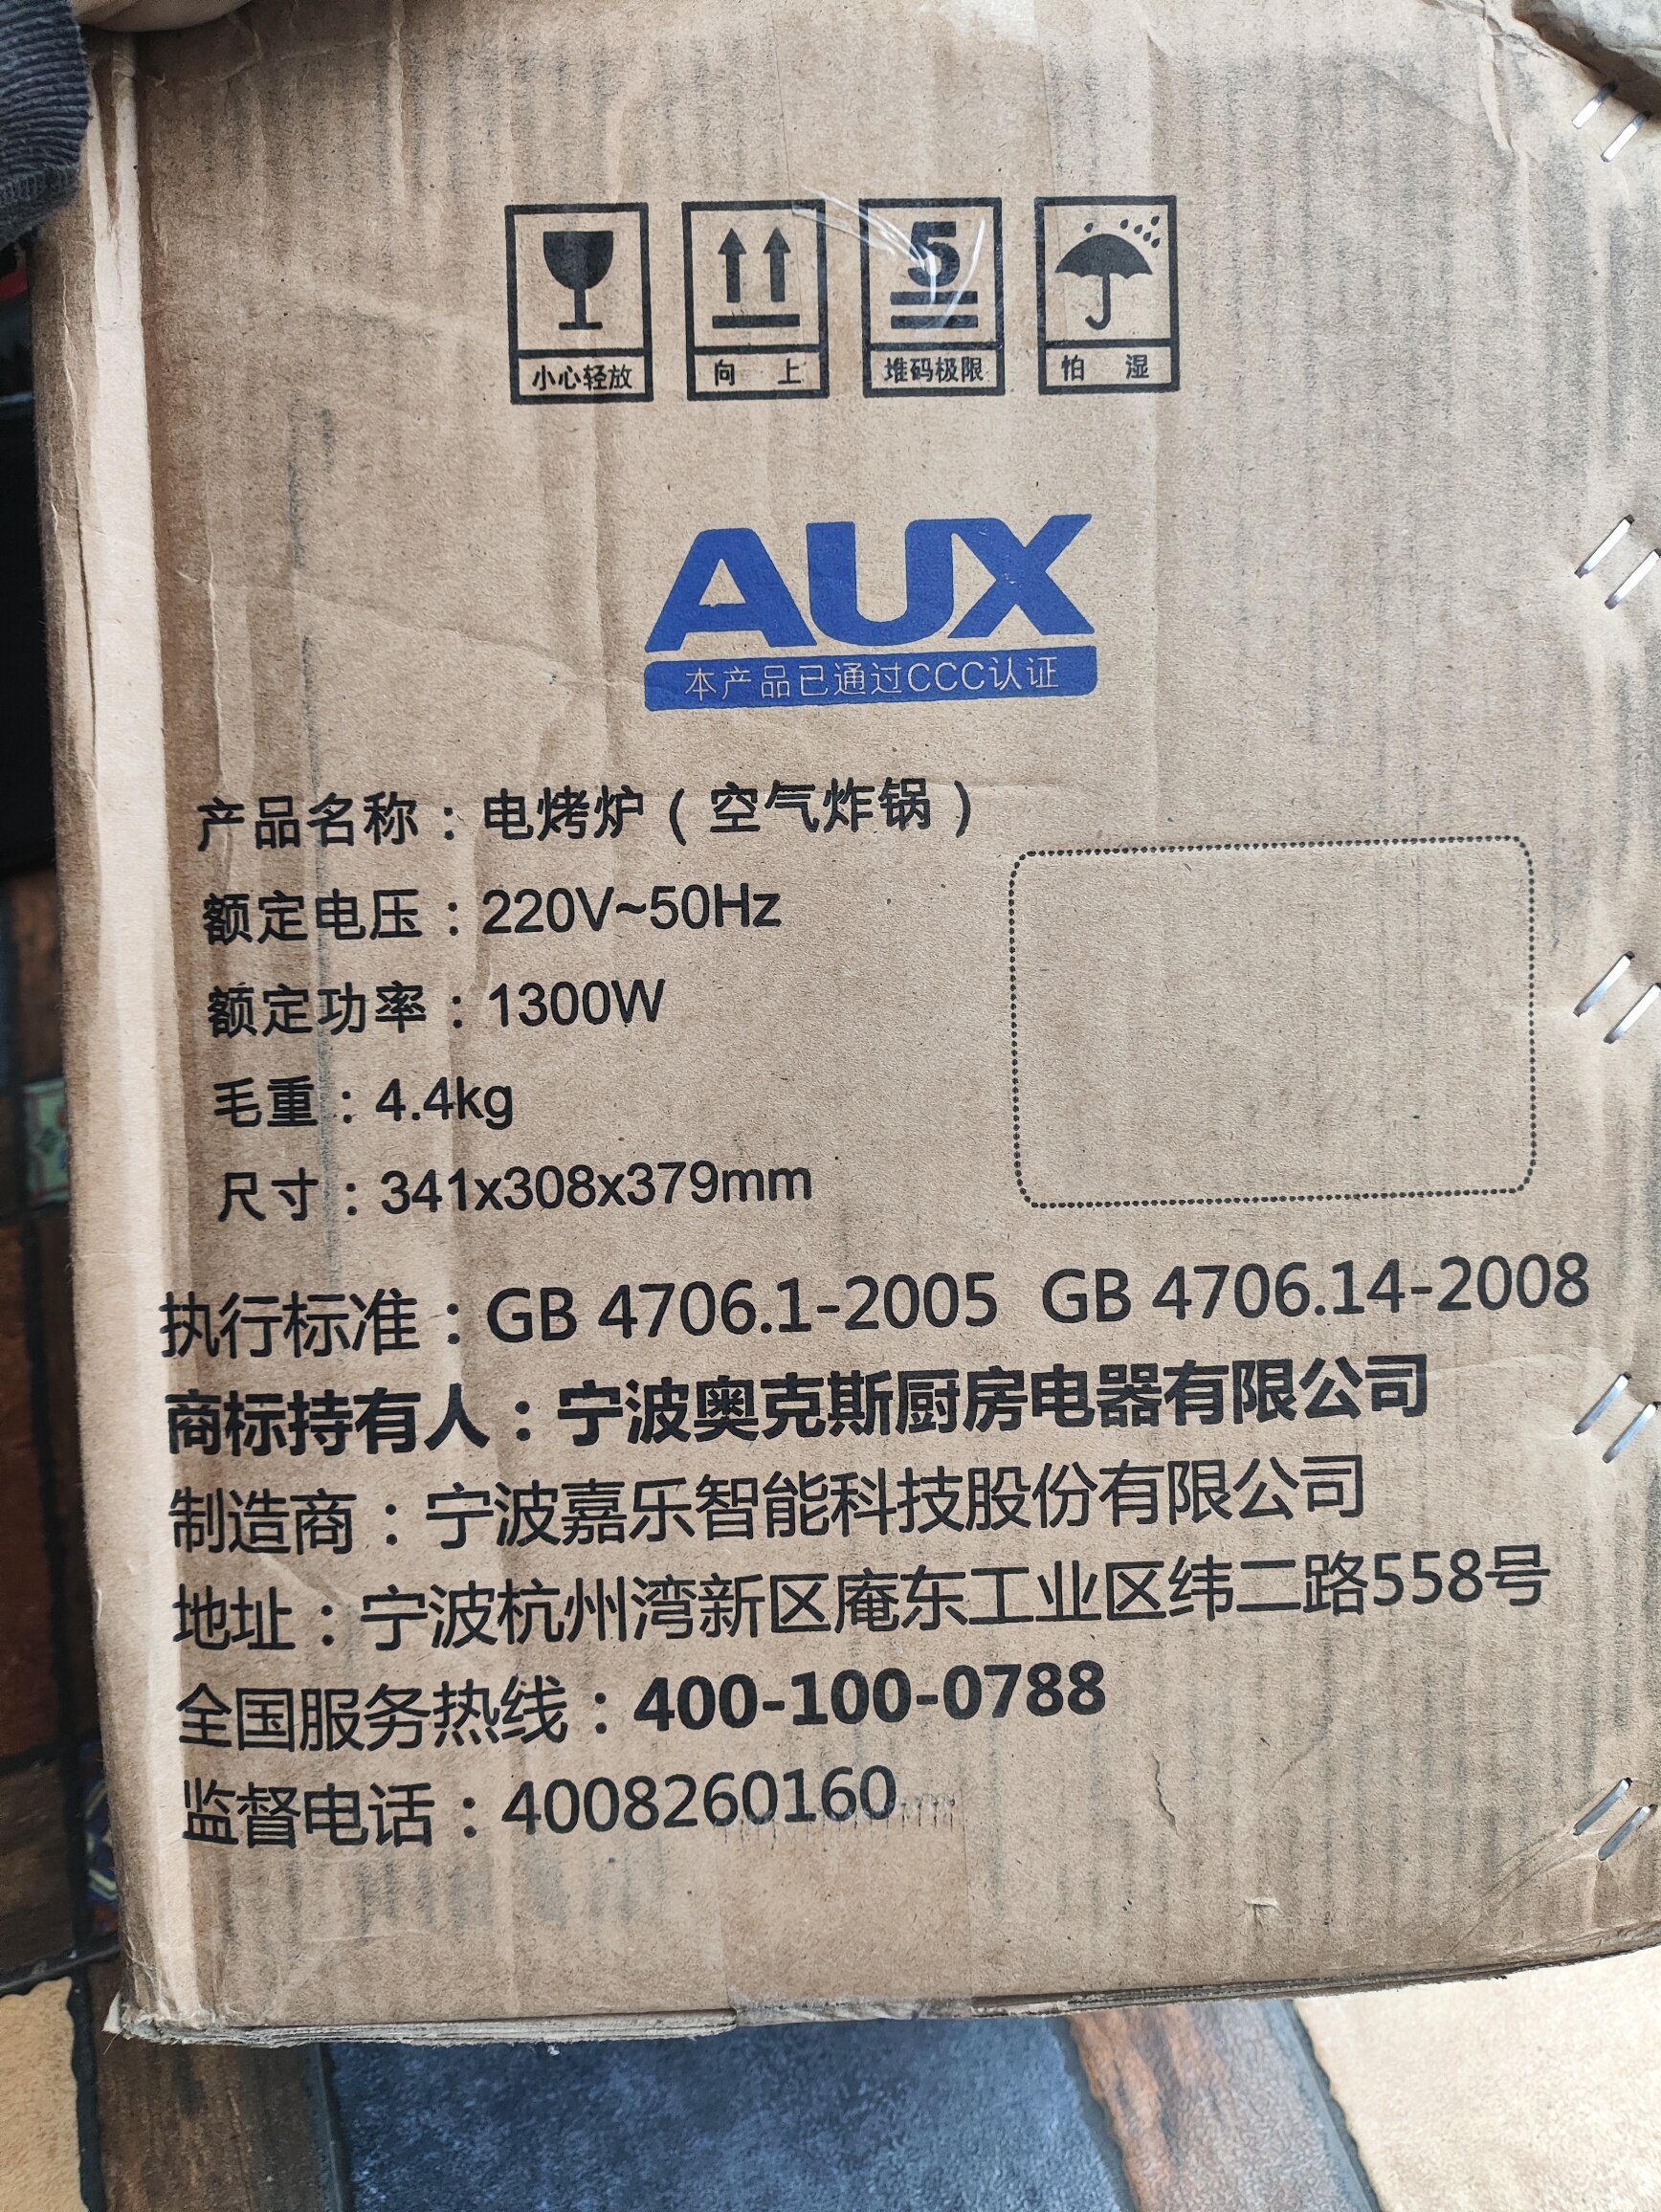 5
小心轻放 向上 堆码极限 怕湿
AUX
本产品已通过CCC认证
产品名称：电烤炉（空气炸锅）
额定电压：220V~50Hz
额定功率：1300W
毛重：4.4kg
尺寸：341x308x379mm
执行标准：GB 4706.1-2005 GB 4706.14-2008
商标持有人：宁波奥克斯厨房电器有限公司
制造商：宁波嘉乐智能科技股份有限公司
地址：宁波杭州湾新区庵东工业区纬二路558号
全国服务热线：400-100-0788
监督电话：4008260160